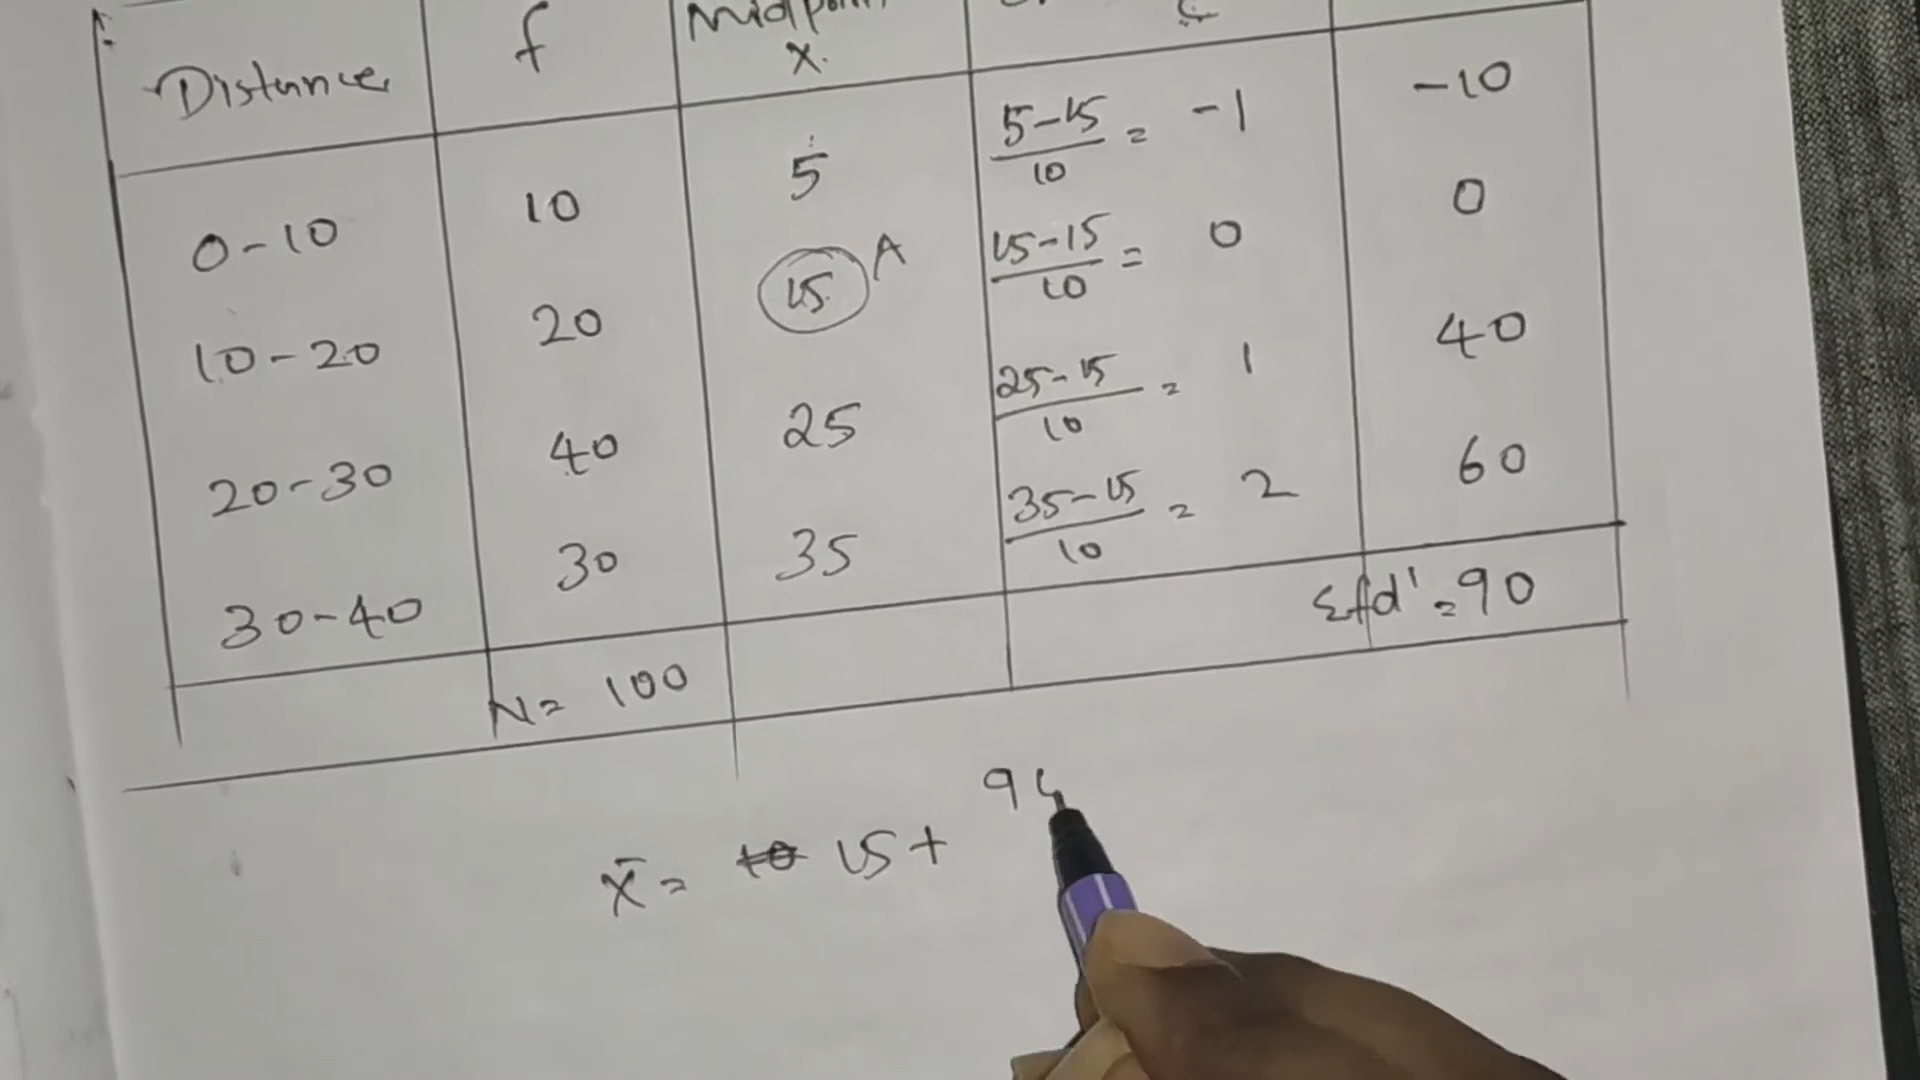 Distance f Midpoint X.
0-10 10 5 5-15/10 = -1 -10
10-20 20 15 A 15-15/10 = 0 0
20-30 40 25 25-15/10 = 1 40
30-40 30 35 35-15/10 = 2 60
N= 100 Σfd' = 90
X̄ = 15 + 9